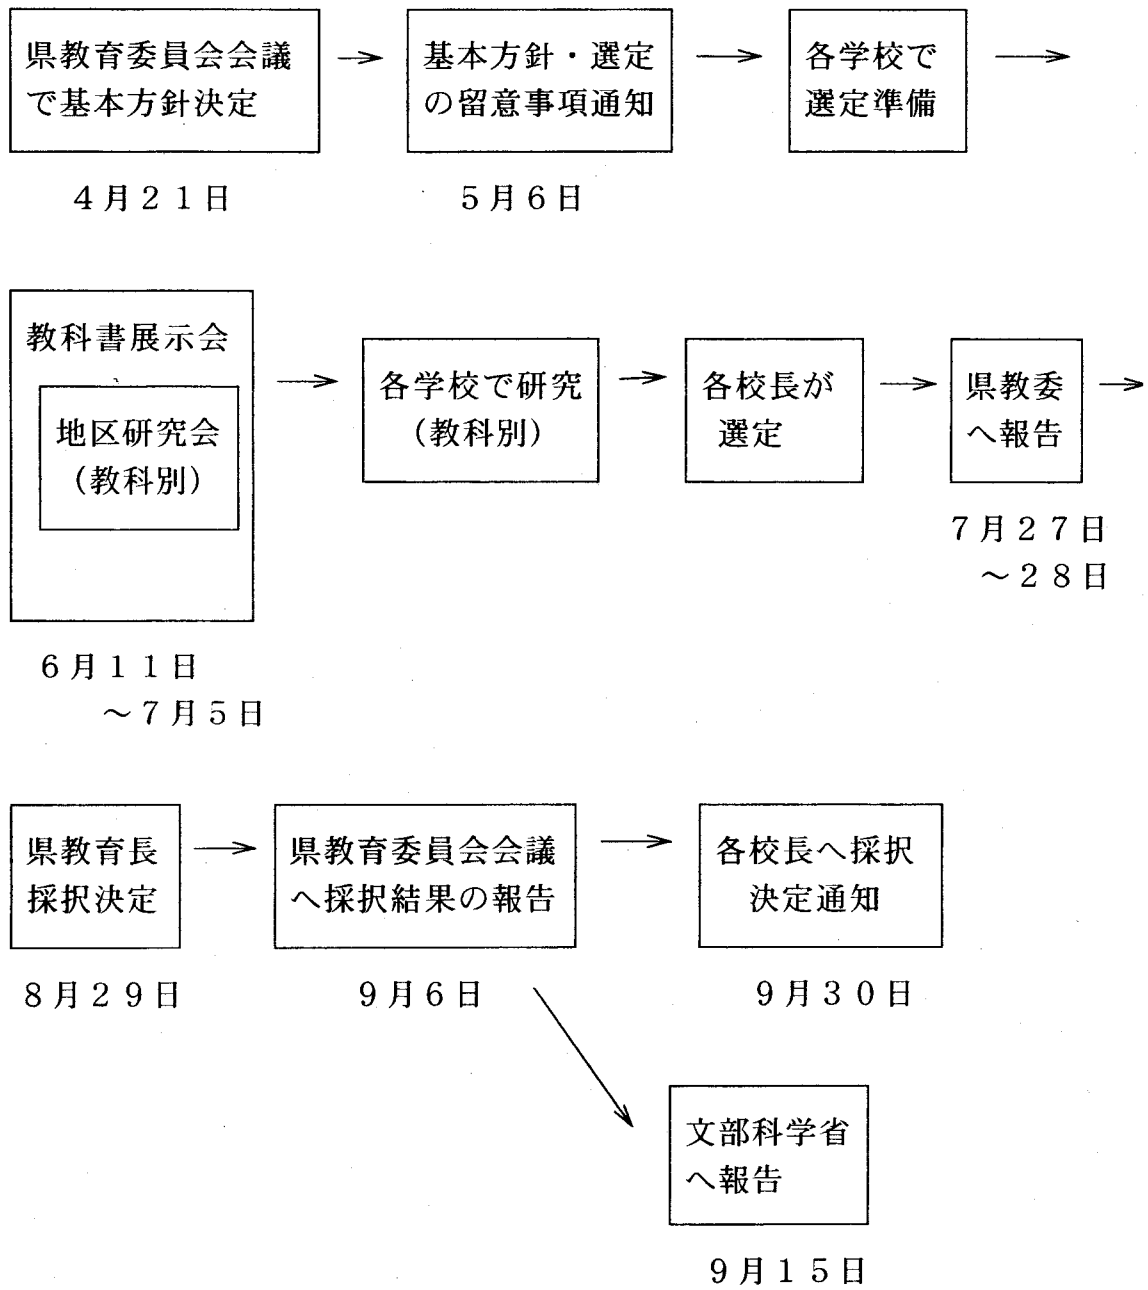 県教育委員会会議
で基本方針決定
４月２１日
基本方針・選定
の留意事項通知
５月６日
各学校で
選定準備
教科書展示会
地区研究会
（教科別）
６月１１日
～７月５日
各学校で研究
（教科別）
各校長が
選定
県教委
へ報告
７月２７日
～２８日
県教育長
採択決定
８月２９日
県教育委員会会議
へ採択結果の報告
９月６日
各校長へ採択
決定通知
９月３０日
文部科学省
へ報告
９月１５日